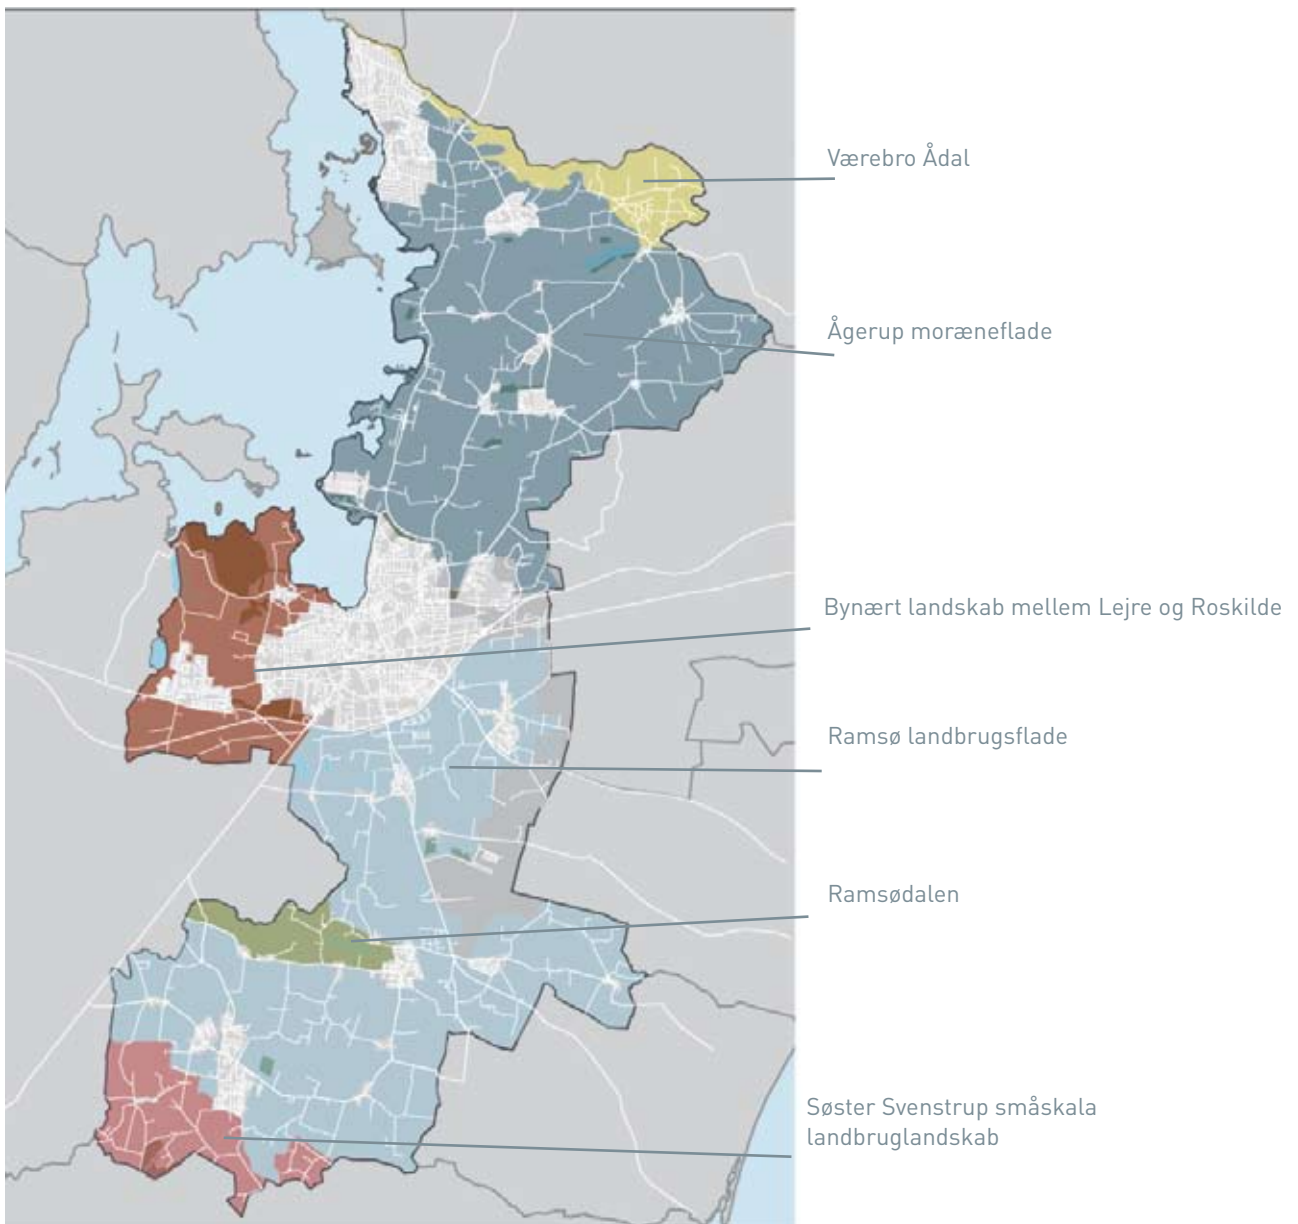 Værebro Ådal
Ågerup moræneflade
Bynært landskab mellem Lejre og Roskilde
Ramsø landbrugsflade
Ramsødalen
Søster Svenstrup småskala
landbruglandskab